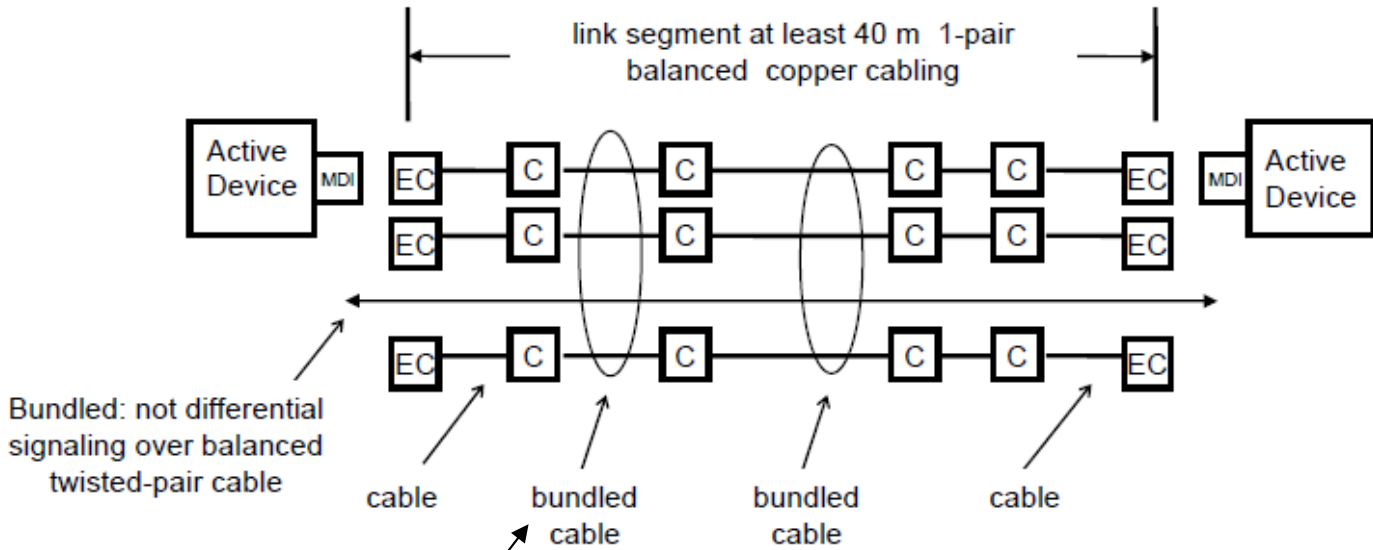 link segment at least 40 m 1-pair
balanced copper cabling
Active
Device
MDI
EC
C
C
C
C
EC
MDI
Active
Device
EC
C
C
C
C
EC
EC
C
C
C
C
EC
Bundled: not differential
signaling over balanced
twisted-pair cable
cable
bundled
cable
bundled
cable
cable